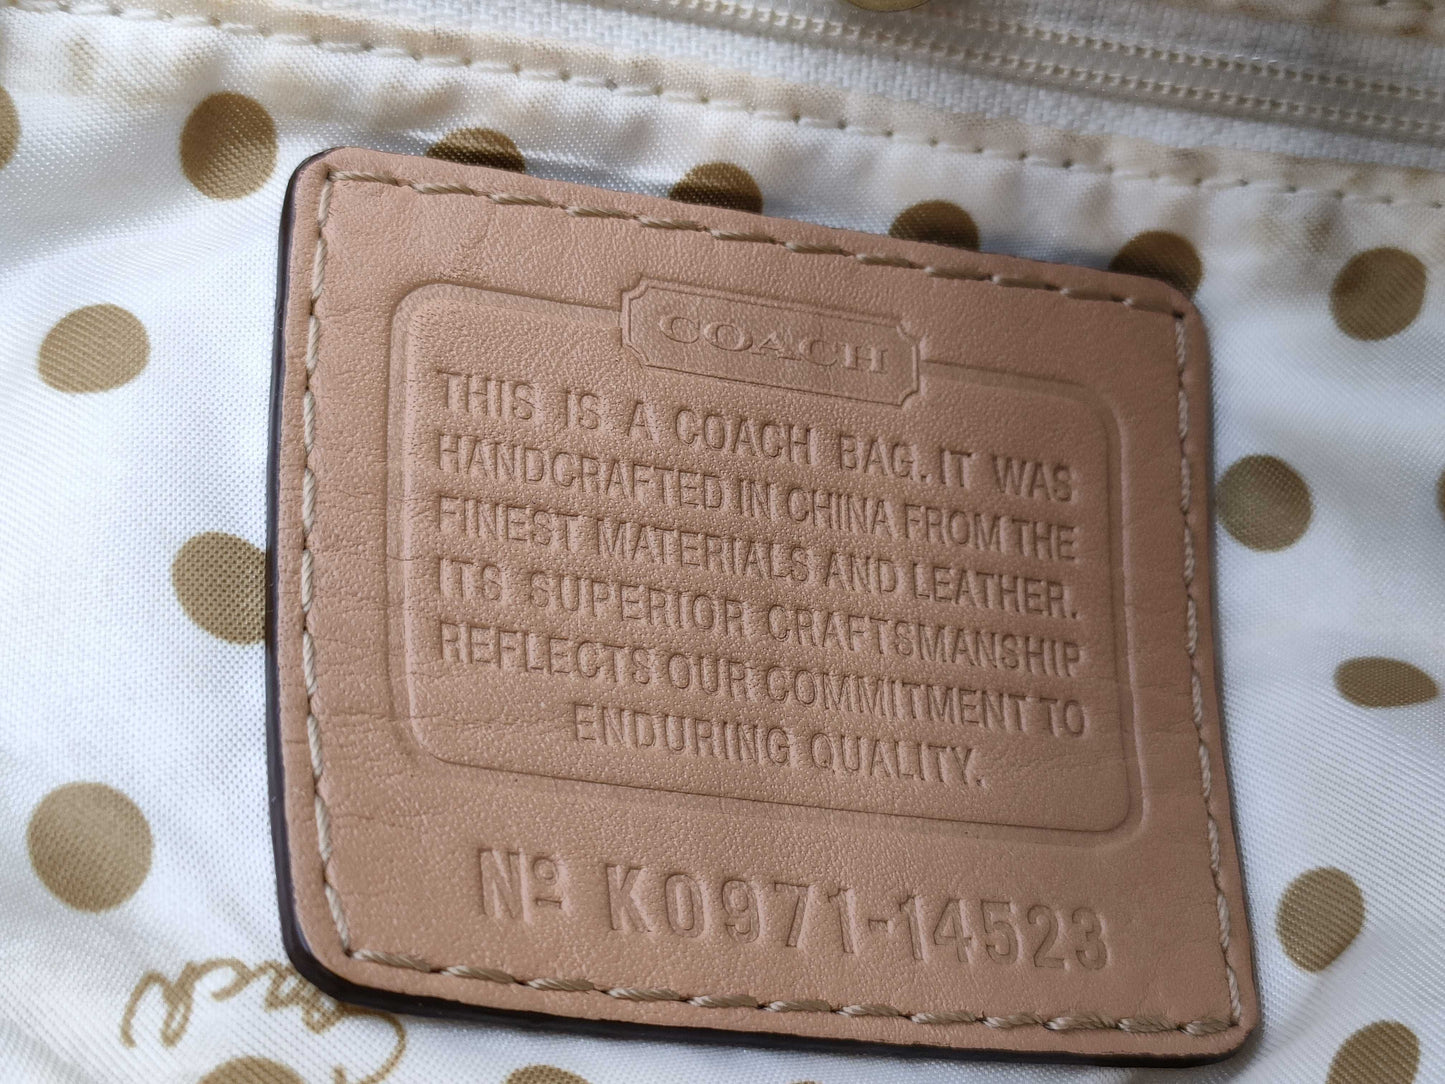 COACH
THIS IS A COACH BAG. IT WAS
HANDCRAFTED IN CHINA FROM THE
FINEST MATERIALS AND LEATHER.
ITS SUPERIOR CRAFTSMANSHIP
REFLECTS OUR COMMITMENT TO
ENDURING QUALITY.
Nº K0971-14523
Coach